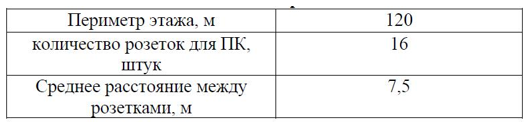 Периметр этажа, м
120
количество розеток для ПК,
штук
16
Среднее расстояние между
розетками, м
7,5